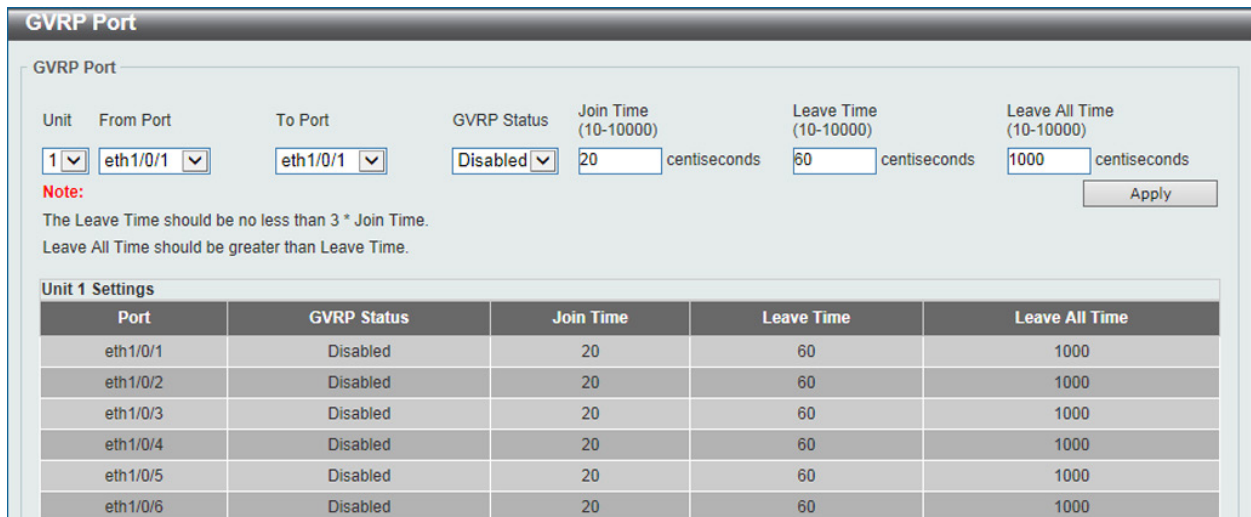 GVRP Port
GVRP Port
Unit From Port To Port GVRP Status Join Time (10-10000) Leave Time (10-10000) Leave All Time (10-10000)
1 eth1/0/1 eth1/0/1 Disabled 20 centiseconds 60 centiseconds 1000 centiseconds
Note: Apply
The Leave Time should be no less than 3 * Join Time.
Leave All Time should be greater than Leave Time.
Unit 1 Settings
Port GVRP Status Join Time Leave Time Leave All Time
eth1/0/1 Disabled 20 60 1000
eth1/0/2 Disabled 20 60 1000
eth1/0/3 Disabled 20 60 1000
eth1/0/4 Disabled 20 60 1000
eth1/0/5 Disabled 20 60 1000
eth1/0/6 Disabled 20 60 1000